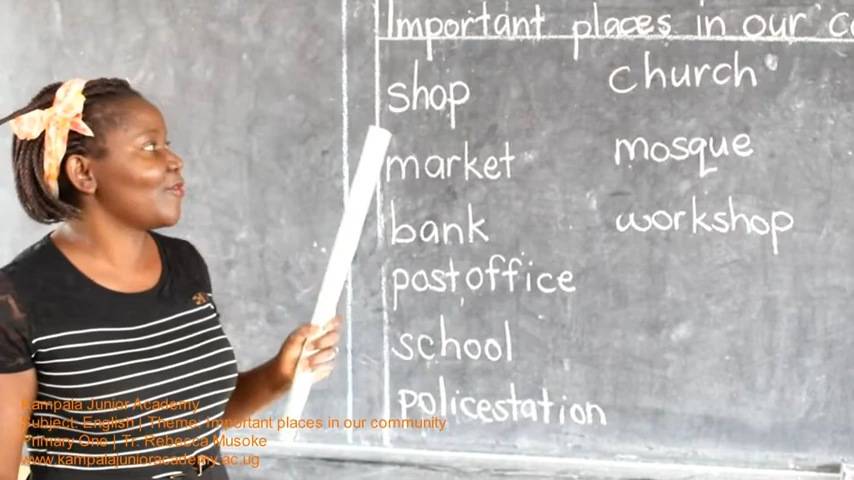 Important places in our
shop
market
bank
postoffice
school
policestation
church
mosque
workshop
Kampala Junior Academy
Subject: English | Theme: Important places in our community
Primary One | Tr: Rebecca Musoke
www.kampalajunioracademy.ac.ug